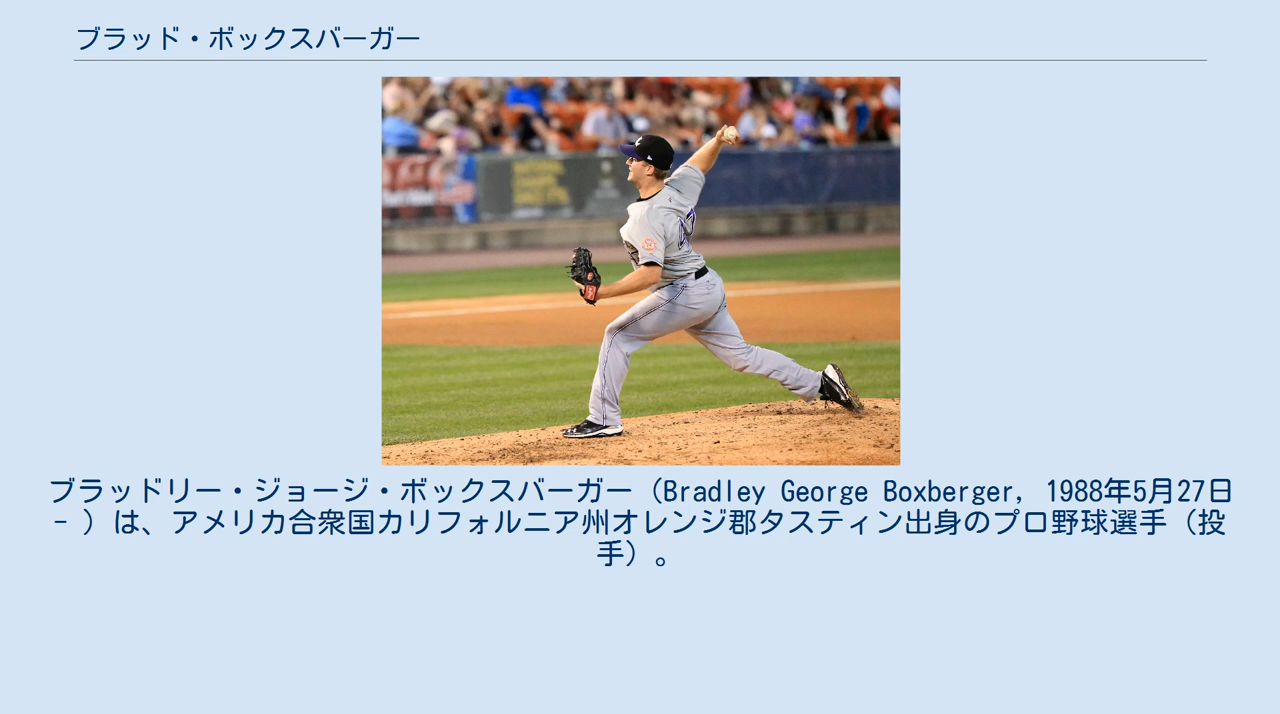 ブラッド・ボックスバーガー
ブラッドリー・ジョージ・ボックスバーガー（Bradley George Boxberger, 1988年5月27日
- ）は、アメリカ合衆国カリフォルニア州オレンジ郡タスティン出身のプロ野球選手（投
手）。